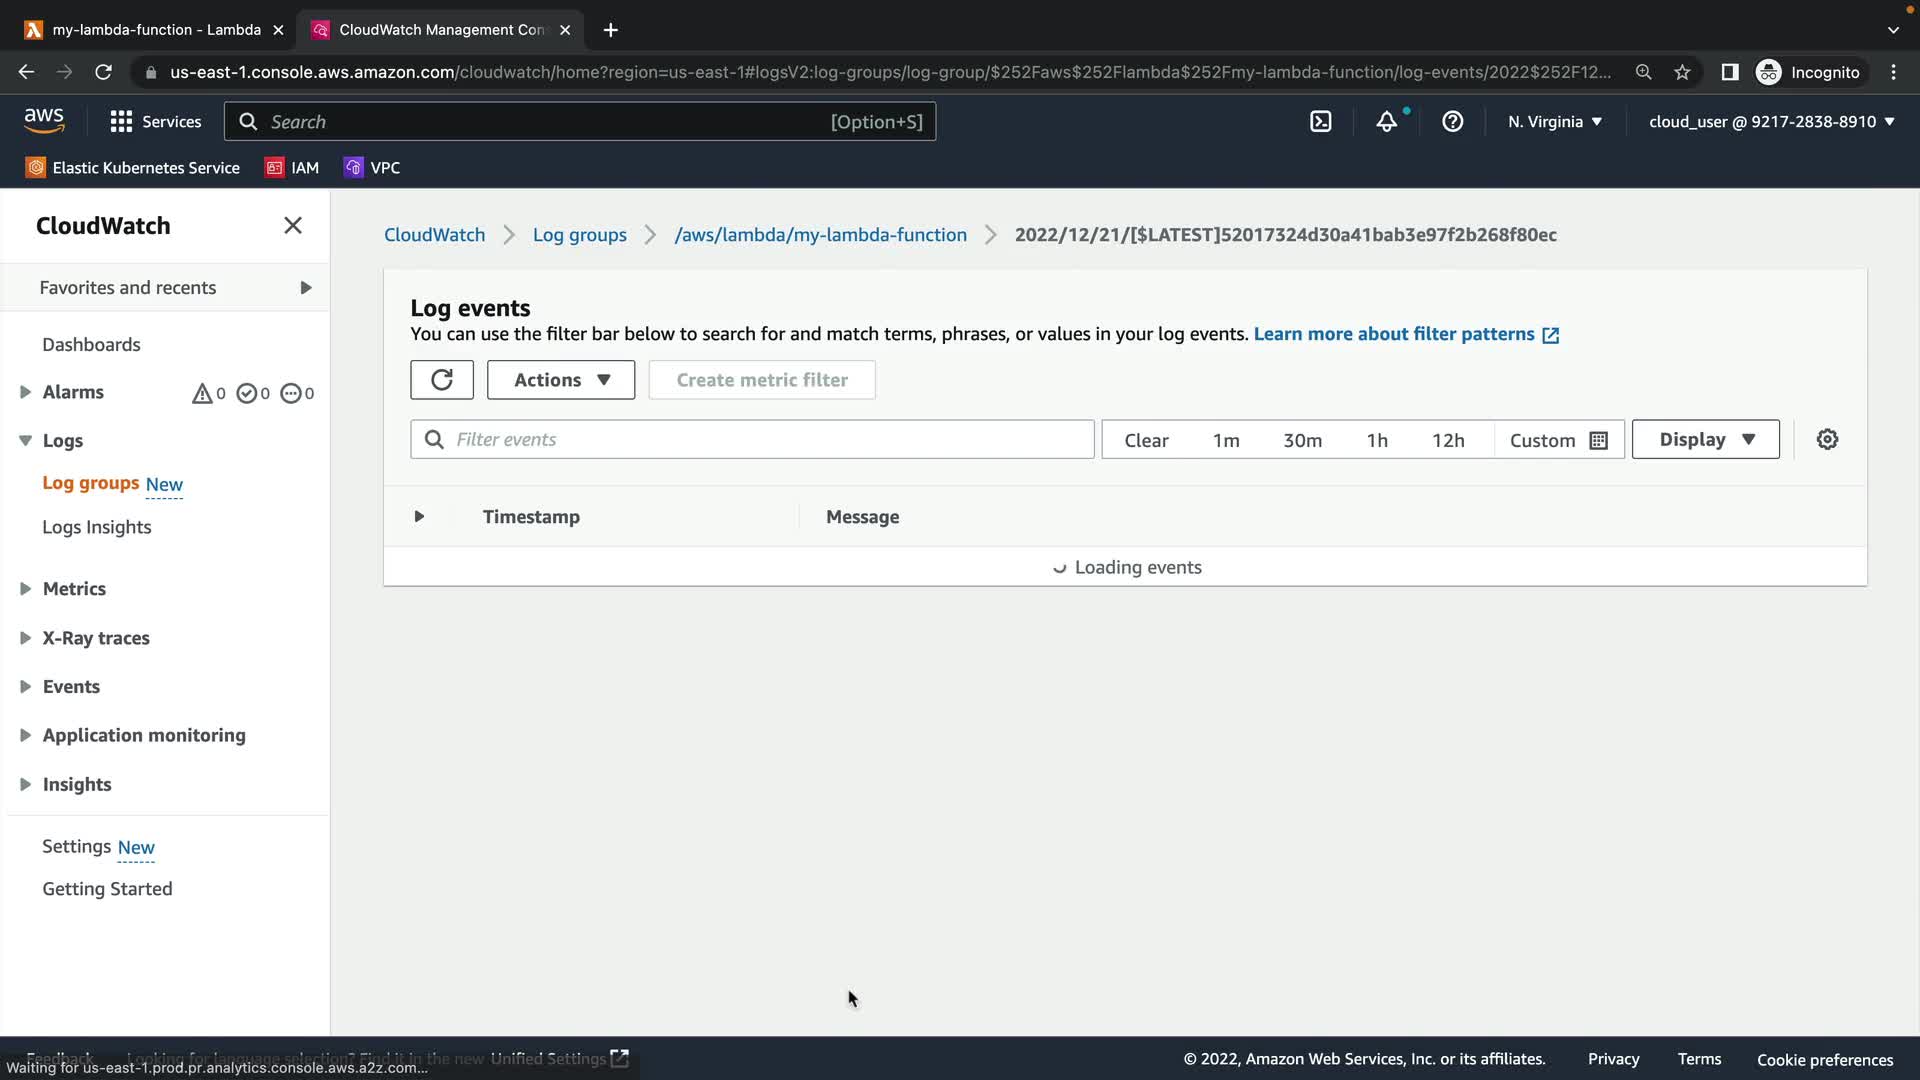 my-lambda-function - Lambda
CloudWatch Management Con
us-east-1.console.aws.amazon.com/cloudwatch/home?region=us-east-1#logsV2:log-groups/log-group/$252Faws$252Flambda$252Fmy-lambda-function/log-events/2022$252F12...
Incognito
aws
Services
Search
[Option+S]
N. Virginia
cloud_user @ 9217-2838-8910
Elastic Kubernetes Service
IAM
VPC
CloudWatch
Favorites and recents
Dashboards
Alarms
0
0
0
Logs
Log groups New
Logs Insights
Metrics
X-Ray traces
Events
Application monitoring
Insights
Settings New
Getting Started
CloudWatch
Log groups
/aws/lambda/my-lambda-function
2022/12/21/[$LATEST]52017324d30a41bab3e97f2b268f80ec
Log events
You can use the filter bar below to search for and match terms, phrases, or values in your log events. Learn more about filter patterns
Actions
Create metric filter
Filter events
Clear
1m
30m
1h
12h
Custom
Display
Timestamp
Message
Loading events
Feedback
Looking for language selection? Find it in the new Unified Settings
Waiting for us-east-1.prod.pr.analytics.console.aws.a2z.com...
© 2022, Amazon Web Services, Inc. or its affiliates.
Privacy
Terms
Cookie preferences